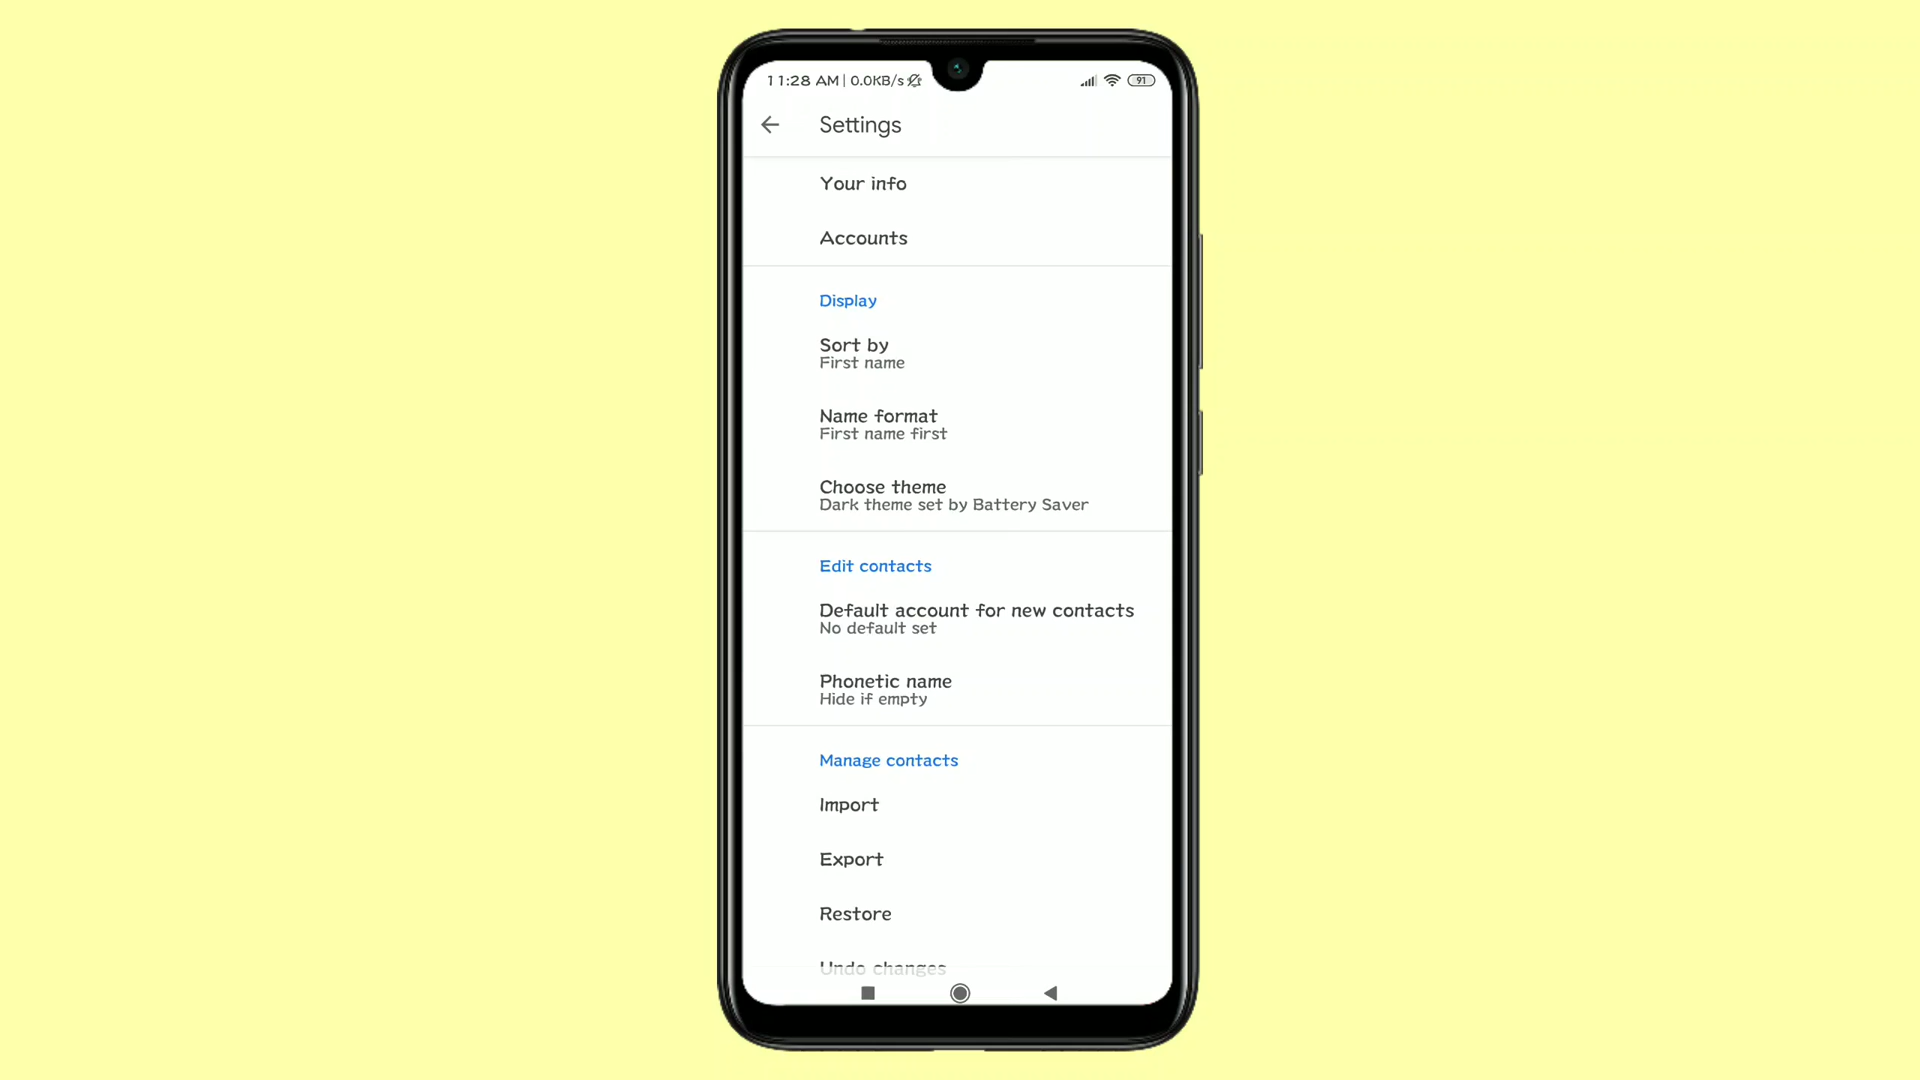 11:28 AM | 0.0KB/s 91
Settings
Your info
Accounts
Display
Sort by
First name
Name format
First name first
Choose theme
Dark theme set by Battery Saver
Edit contacts
Default account for new contacts
No default set
Phonetic name
Hide if empty
Manage contacts
Import
Export
Restore
Undo changes